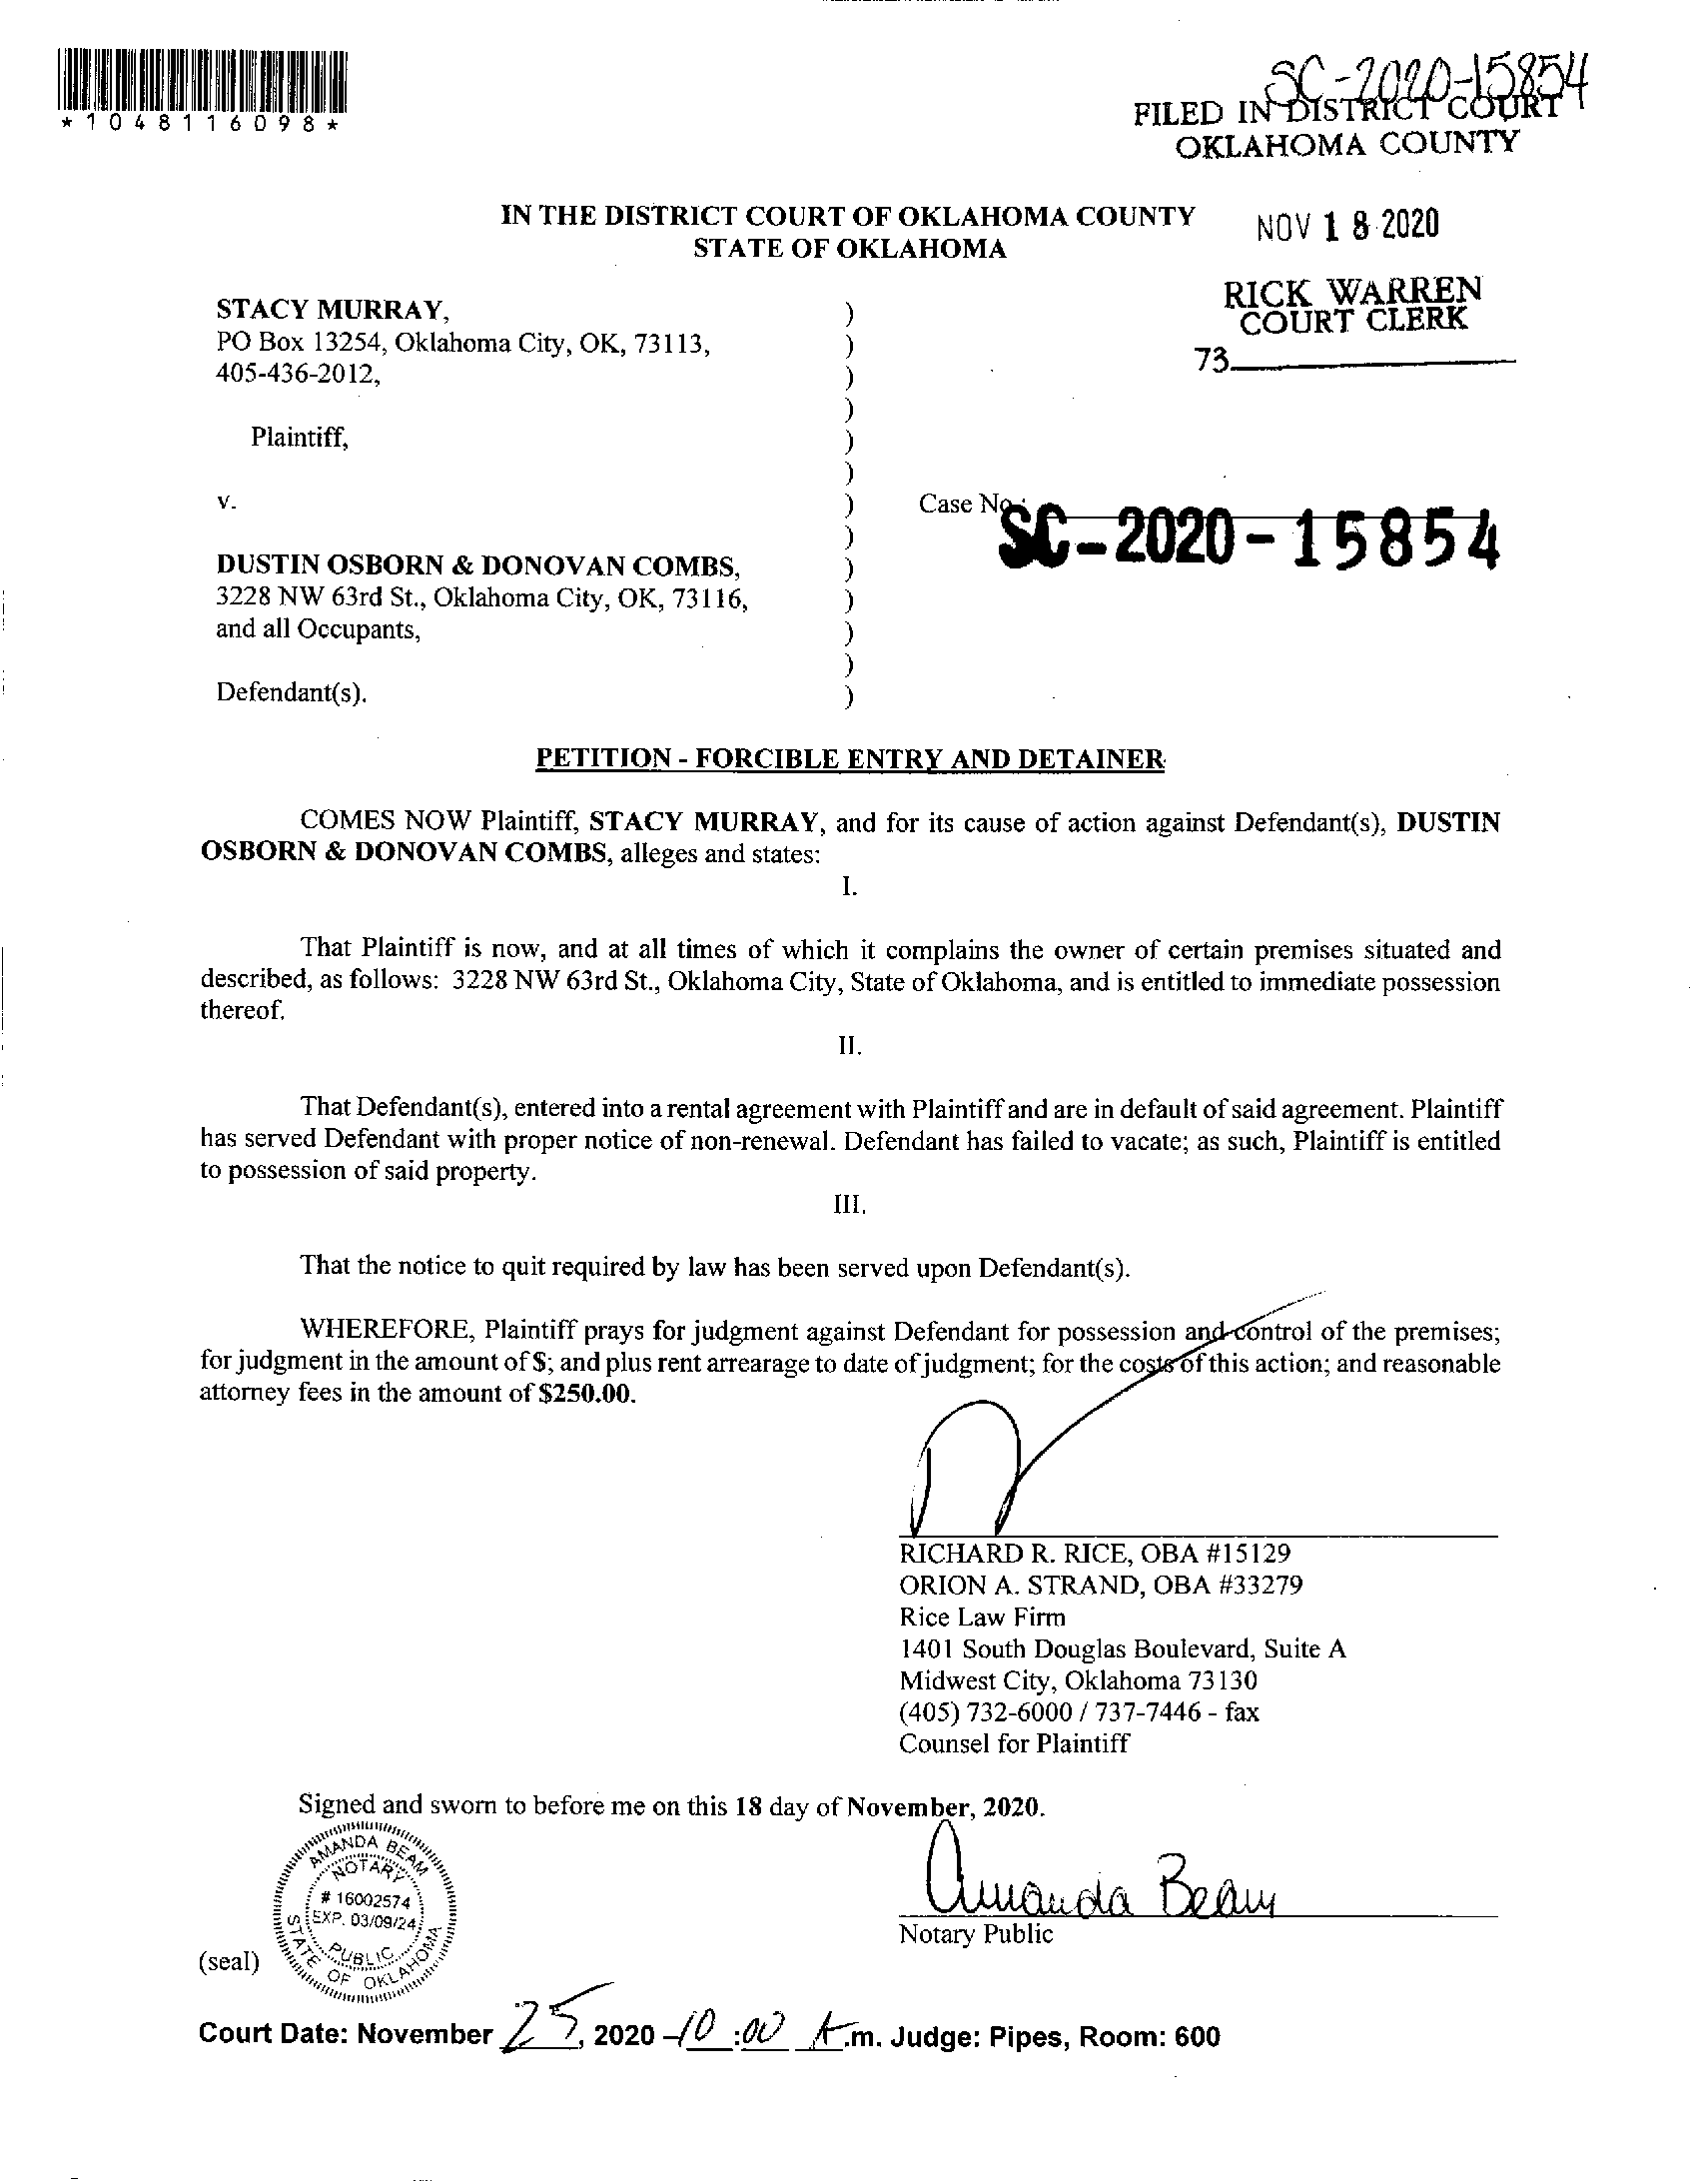 *1048116098*
SC-2020-15854
FILED IN DISTRICT COURT
OKLAHOMA COUNTY
IN THE DISTRICT COURT OF OKLAHOMA COUNTY
STATE OF OKLAHOMA
NOV 18 2020
RICK WARREN
COURT CLERK
73
STACY MURRAY, )
PO Box 13254, Oklahoma City, OK, 73113, )
405-436-2012, )
)
Plaintiff, )
)
v. )
)
Case No.: SC-2020-15854
DUSTIN OSBORN & DONOVAN COMBS, )
3228 NW 63rd St., Oklahoma City, OK, 73116, )
and all Occupants, )
)
Defendant(s). )
PETITION - FORCIBLE ENTRY AND DETAINER
COMES NOW Plaintiff, STACY MURRAY, and for its cause of action against Defendant(s), DUSTIN
OSBORN & DONOVAN COMBS, alleges and states:
I.
That Plaintiff is now, and at all times of which it complains the owner of certain premises situated and
described, as follows: 3228 NW 63rd St., Oklahoma City, State of Oklahoma, and is entitled to immediate possession
thereof.
II.
That Defendant(s), entered into a rental agreement with Plaintiff and are in default of said agreement. Plaintiff
has served Defendant with proper notice of non-renewal. Defendant has failed to vacate; as such, Plaintiff is entitled
to possession of said property.
III.
That the notice to quit required by law has been served upon Defendant(s).
WHEREFORE, Plaintiff prays for judgment against Defendant for possession and control of the premises;
for judgment in the amount of $; and plus rent arrearage to date of judgment; for the costs of this action; and reasonable
attorney fees in the amount of $250.00.
RICHARD R. RICE, OBA #15129
ORION A. STRAND, OBA #33279
Rice Law Firm
1401 South Douglas Boulevard, Suite A
Midwest City, Oklahoma 73130
(405) 732-6000 / 737-7446 - fax
Counsel for Plaintiff
Signed and sworn to before me on this 18 day of November, 2020.
AMANDA BEAM
NOTARY
# 16002574
EXP. 03/09/24
PUBLIC
STATE OF OKLAHOMA
Amanda Beam
Notary Public
(seal)
Court Date: November 25, 2020 - 10:00 A.m. Judge: Pipes, Room: 600